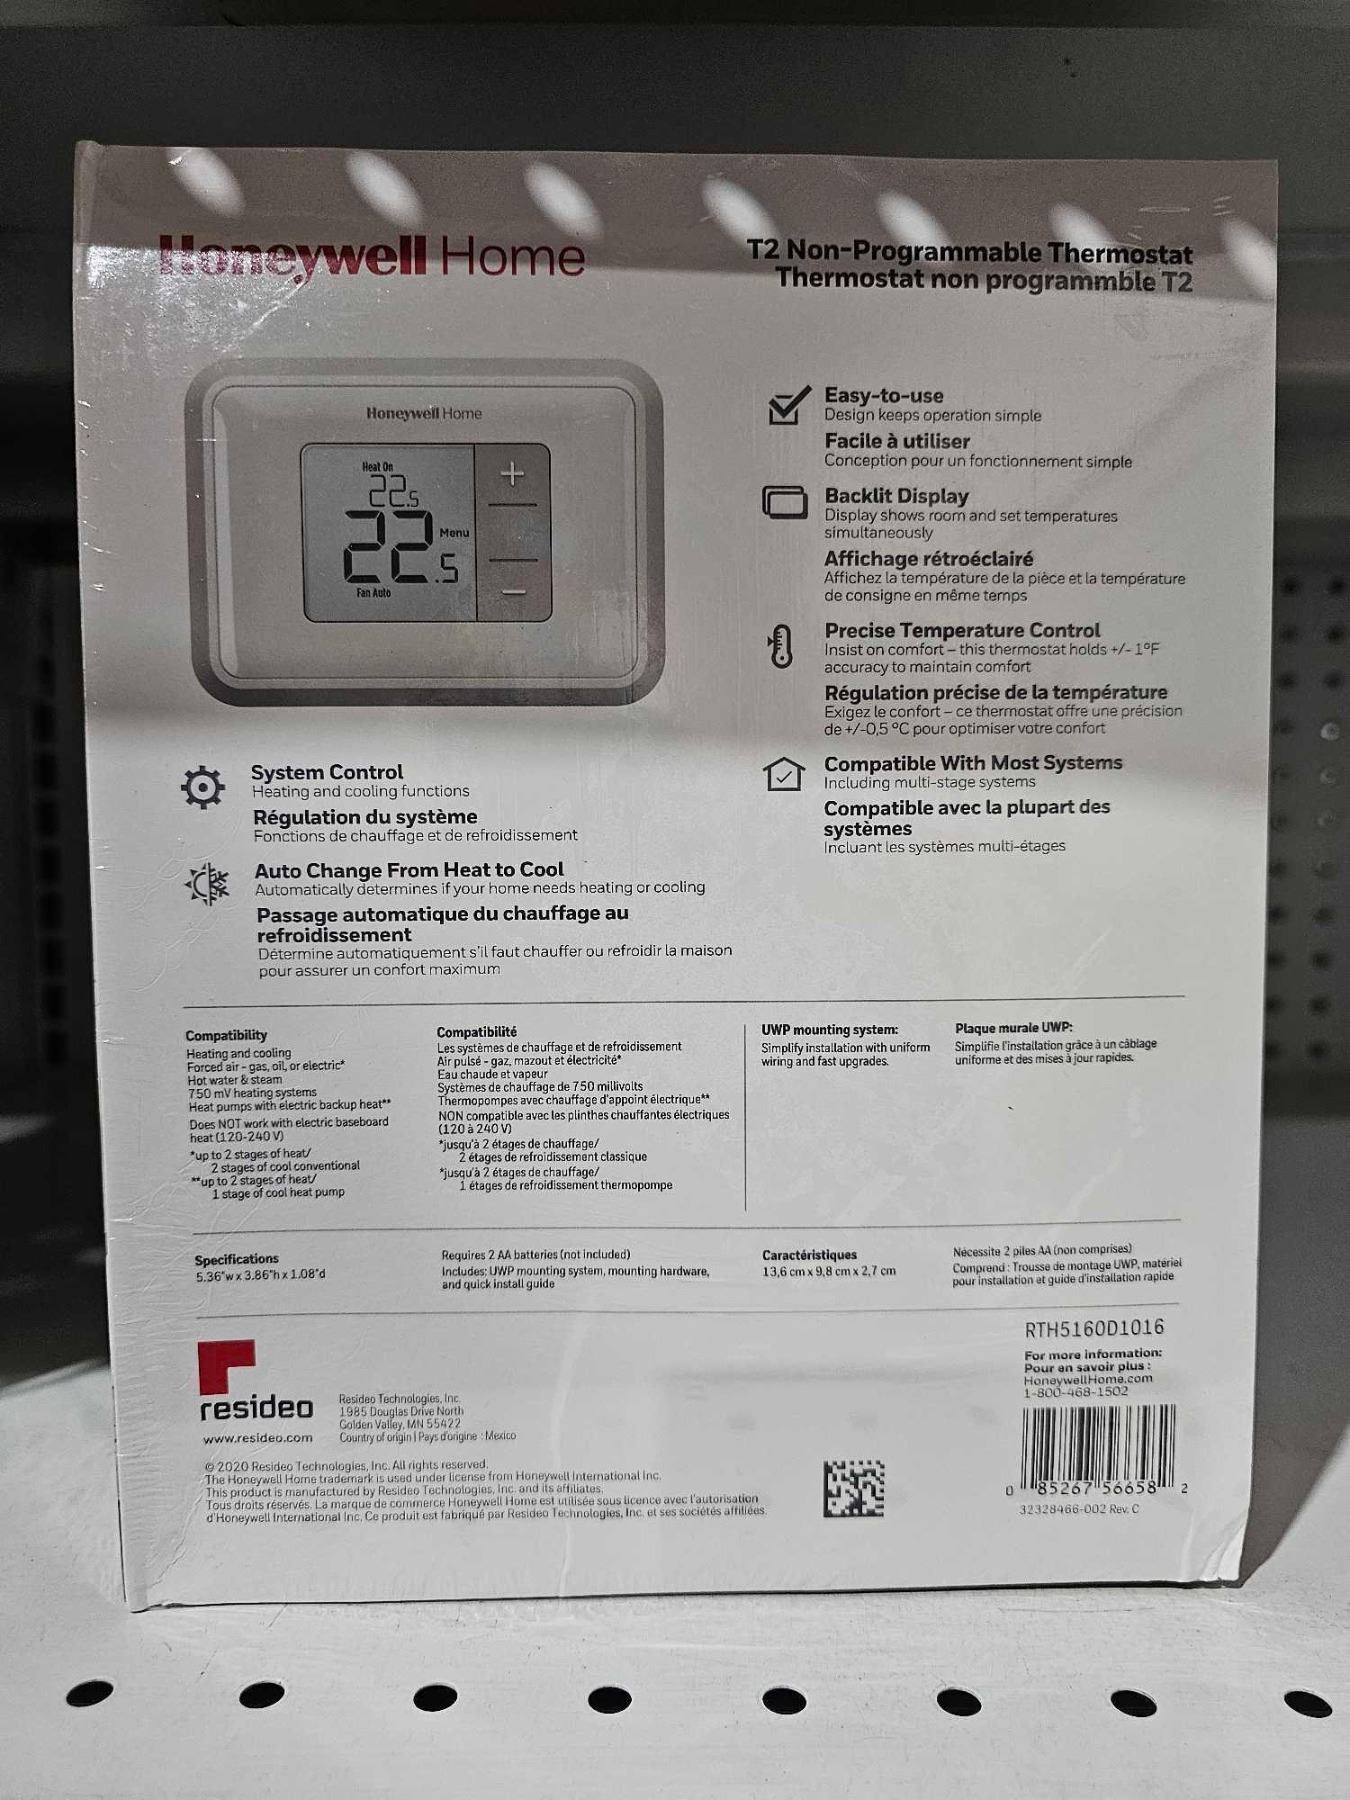 Honeywell Home
T2 Non-Programmable Thermostat
Thermostat non programmble T2
Honeywell Home
Heat On
22.5
22.5
Menu
Fan Auto
+
−
Easy-to-use
Design keeps operation simple
Facile à utiliser
Conception pour un fonctionnement simple
Backlit Display
Display shows room and set temperatures
simultaneously
Affichage rétroéclairé
Affichez la température de la pièce et la température
de consigne en même temps
Precise Temperature Control
Insist on comfort – this thermostat holds +/- 1°F
accuracy to maintain comfort
Régulation précise de la température
Exigez le confort – ce thermostat offre une précision
de +/-0,5 °C pour optimiser votre confort
Compatible With Most Systems
Including multi-stage systems
Compatible avec la plupart des
systèmes
Incluant les systèmes multi-étages
System Control
Heating and cooling functions
Régulation du système
Fonctions de chauffage et de refroidissement
Auto Change From Heat to Cool
Automatically determines if your home needs heating or cooling
Passage automatique du chauffage au
refroidissement
Détermine automatiquement s'il faut chauffer ou refroidir la maison
pour assurer un confort maximum
Compatibility
Heating and cooling
Forced air - gas, oil, or electric*
Hot water & steam
750 mV heating systems
Heat pumps with electric backup heat**
Does NOT work with electric baseboard
heat (120-240 V)
*up to 2 stages of heat/
2 stages of cool conventional
**up to 2 stages of heat/
1 stage of cool heat pump
Compatibilité
Les systèmes de chauffage et de refroidissement
Air pulsé - gaz, mazout et électricité*
Eau chaude et vapeur
Systèmes de chauffage de 750 millivolts
Thermopompes avec chauffage d'appoint électrique**
NON compatible avec les plinthes chauffantes électriques
(120 à 240 V)
*jusqu'à 2 étages de chauffage/
2 étages de refroidissement classique
*jusqu'à 2 étages de chauffage/
1 étages de refroidissement thermopompe
UWP mounting system:
Simplify installation with uniform
wiring and fast upgrades.
Plaque murale UWP:
Simplifie l'installation grâce à un câblage
uniforme et des mises à jour rapides.
Specifications
5.36"w x 3.86"h x 1.08"d
Requires 2 AA batteries (not included)
Includes: UWP mounting system, mounting hardware,
and quick install guide
Caractéristiques
13,6 cm x 9,8 cm x 2,7 cm
Nécessite 2 piles AA (non comprises)
Comprend : Trousse de montage UWP, matériel
pour installation et guide d'installation rapide
resideo
www.resideo.com
Resideo Technologies, Inc.
1985 Douglas Drive North
Golden Valley, MN 55422
Country of origin | Pays d'origine : Mexico
© 2020 Resideo Technologies, Inc. All rights reserved.
The Honeywell Home trademark is used under license from Honeywell International Inc.
This product is manufactured by Resideo Technologies, Inc. and its affiliates.
Tous droits réservés. La marque de commerce Honeywell Home est utilisée sous licence avec l'autorisation
d'Honeywell International Inc. Ce produit est fabriqué par Resideo Technologies, Inc. et ses sociétés affiliées.
RTH5160D1016
For more information:
Pour en savoir plus :
HoneywellHome.com
1-800-468-1502
0 85267 56658 2
32328466-002 Rev. C